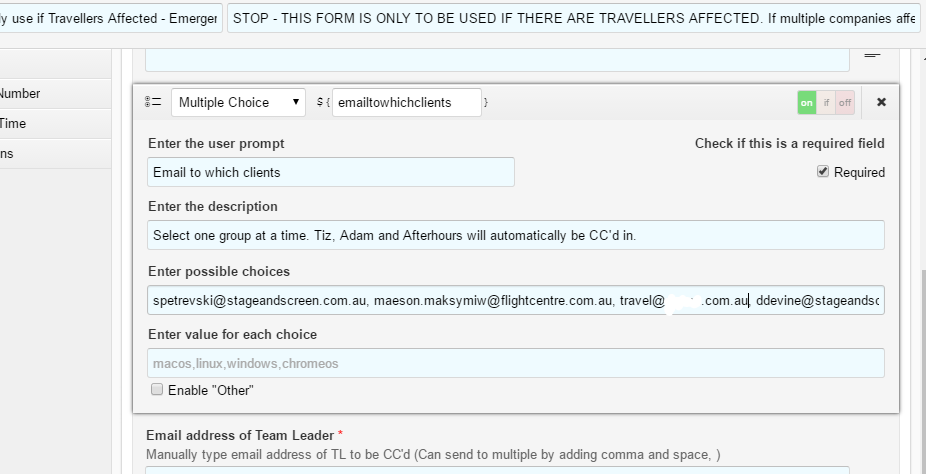 y use if Travellers Affected - Emerger
STOP - THIS FORM IS ONLY TO BE USED IF THERE ARE TRAVELLERS AFFECTED. If multiple companies affe
Number
Time
ns
Multiple Choice ${ emailtowhichclients }
on if off
Enter the user prompt
Check if this is a required field
Email to which clients
Required
Enter the description
Select one group at a time. Tiz, Adam and Afterhours will automatically be CC'd in.
Enter possible choices
spetrevski@stageandscreen.com.au, maeson.maksymiw@flightcentre.com.au, travel@ .com.au, ddevine@stageandsc
Enter value for each choice
macos,linux,windows,chromeos
Enable "Other"
Email address of Team Leader *
Manually type email address of TL to be CC'd (Can send to multiple by adding comma and space, )